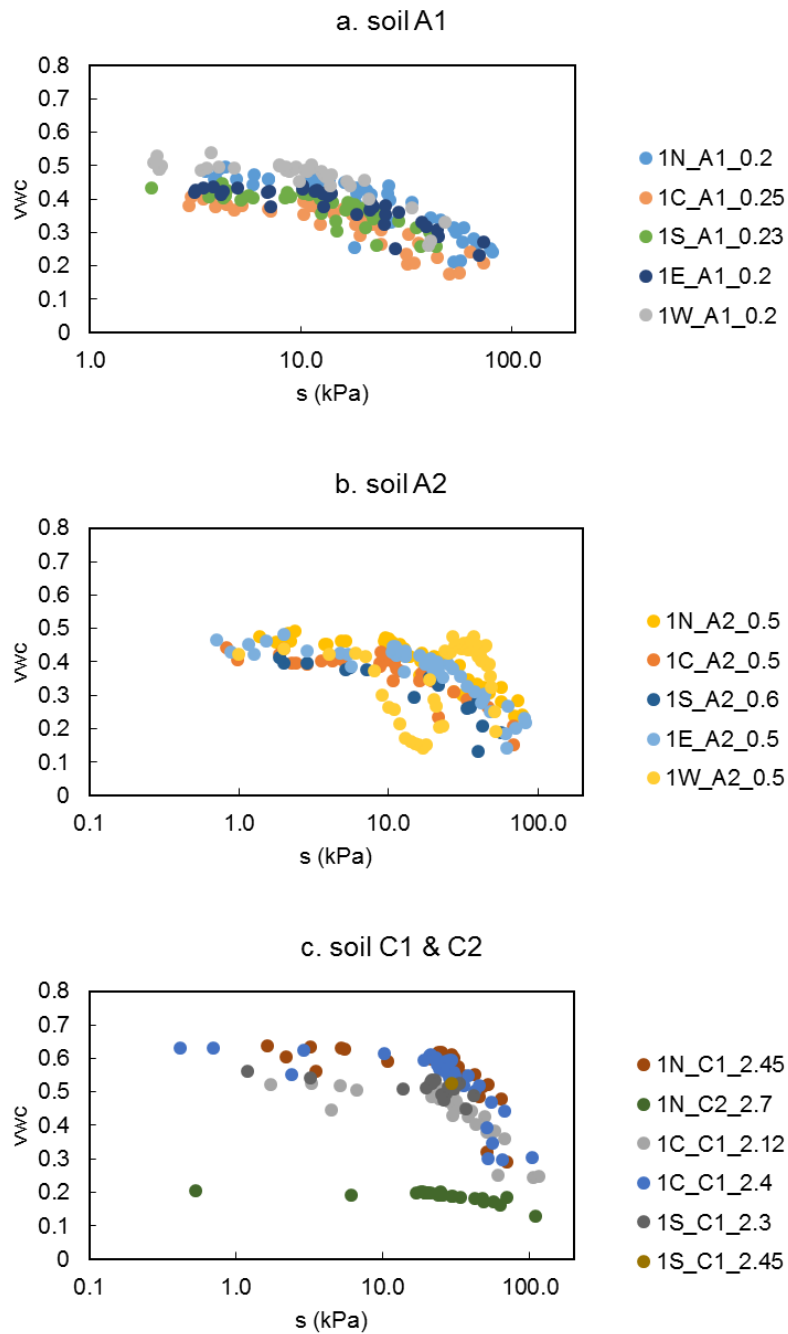 a. soil A1
0.8
0.7
0.6
0.5
0.4
0.3
0.2
0.1
0
vwc
1.0 10.0 100.0
s (kPa)
1N_A1_0.2
1C_A1_0.25
1S_A1_0.23
1E_A1_0.2
1W_A1_0.2
b. soil A2
0.8
0.7
0.6
0.5
0.4
0.3
0.2
0.1
0
vwc
0.1 1.0 10.0 100.0
s (kPa)
1N_A2_0.5
1C_A2_0.5
1S_A2_0.6
1E_A2_0.5
1W_A2_0.5
c. soil C1 & C2
0.8
0.7
0.6
0.5
0.4
0.3
0.2
0.1
0
vwc
0.1 1.0 10.0 100.0
s (kPa)
1N_C1_2.45
1N_C2_2.7
1C_C1_2.12
1C_C1_2.4
1S_C1_2.3
1S_C1_2.45